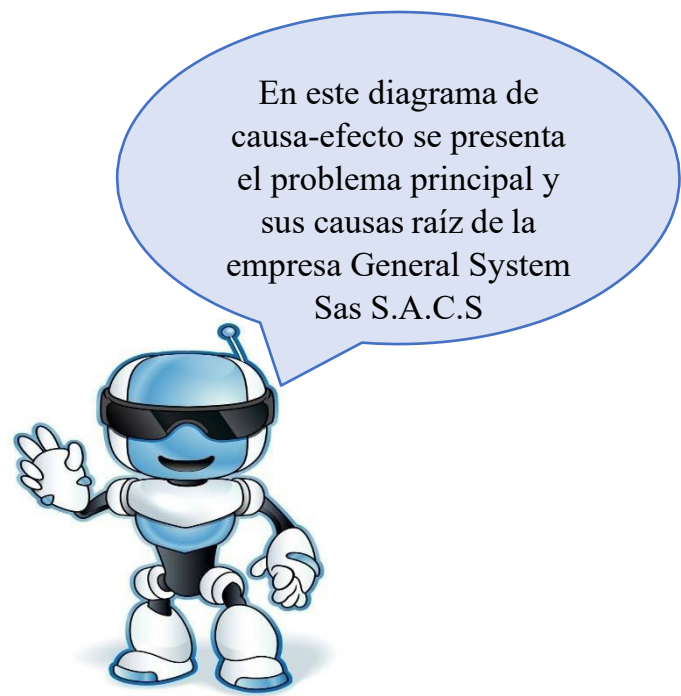 En este diagrama de
causa-efecto se presenta
el problema principal y
sus causas raíz de la
empresa General System
Sas S.A.C.S